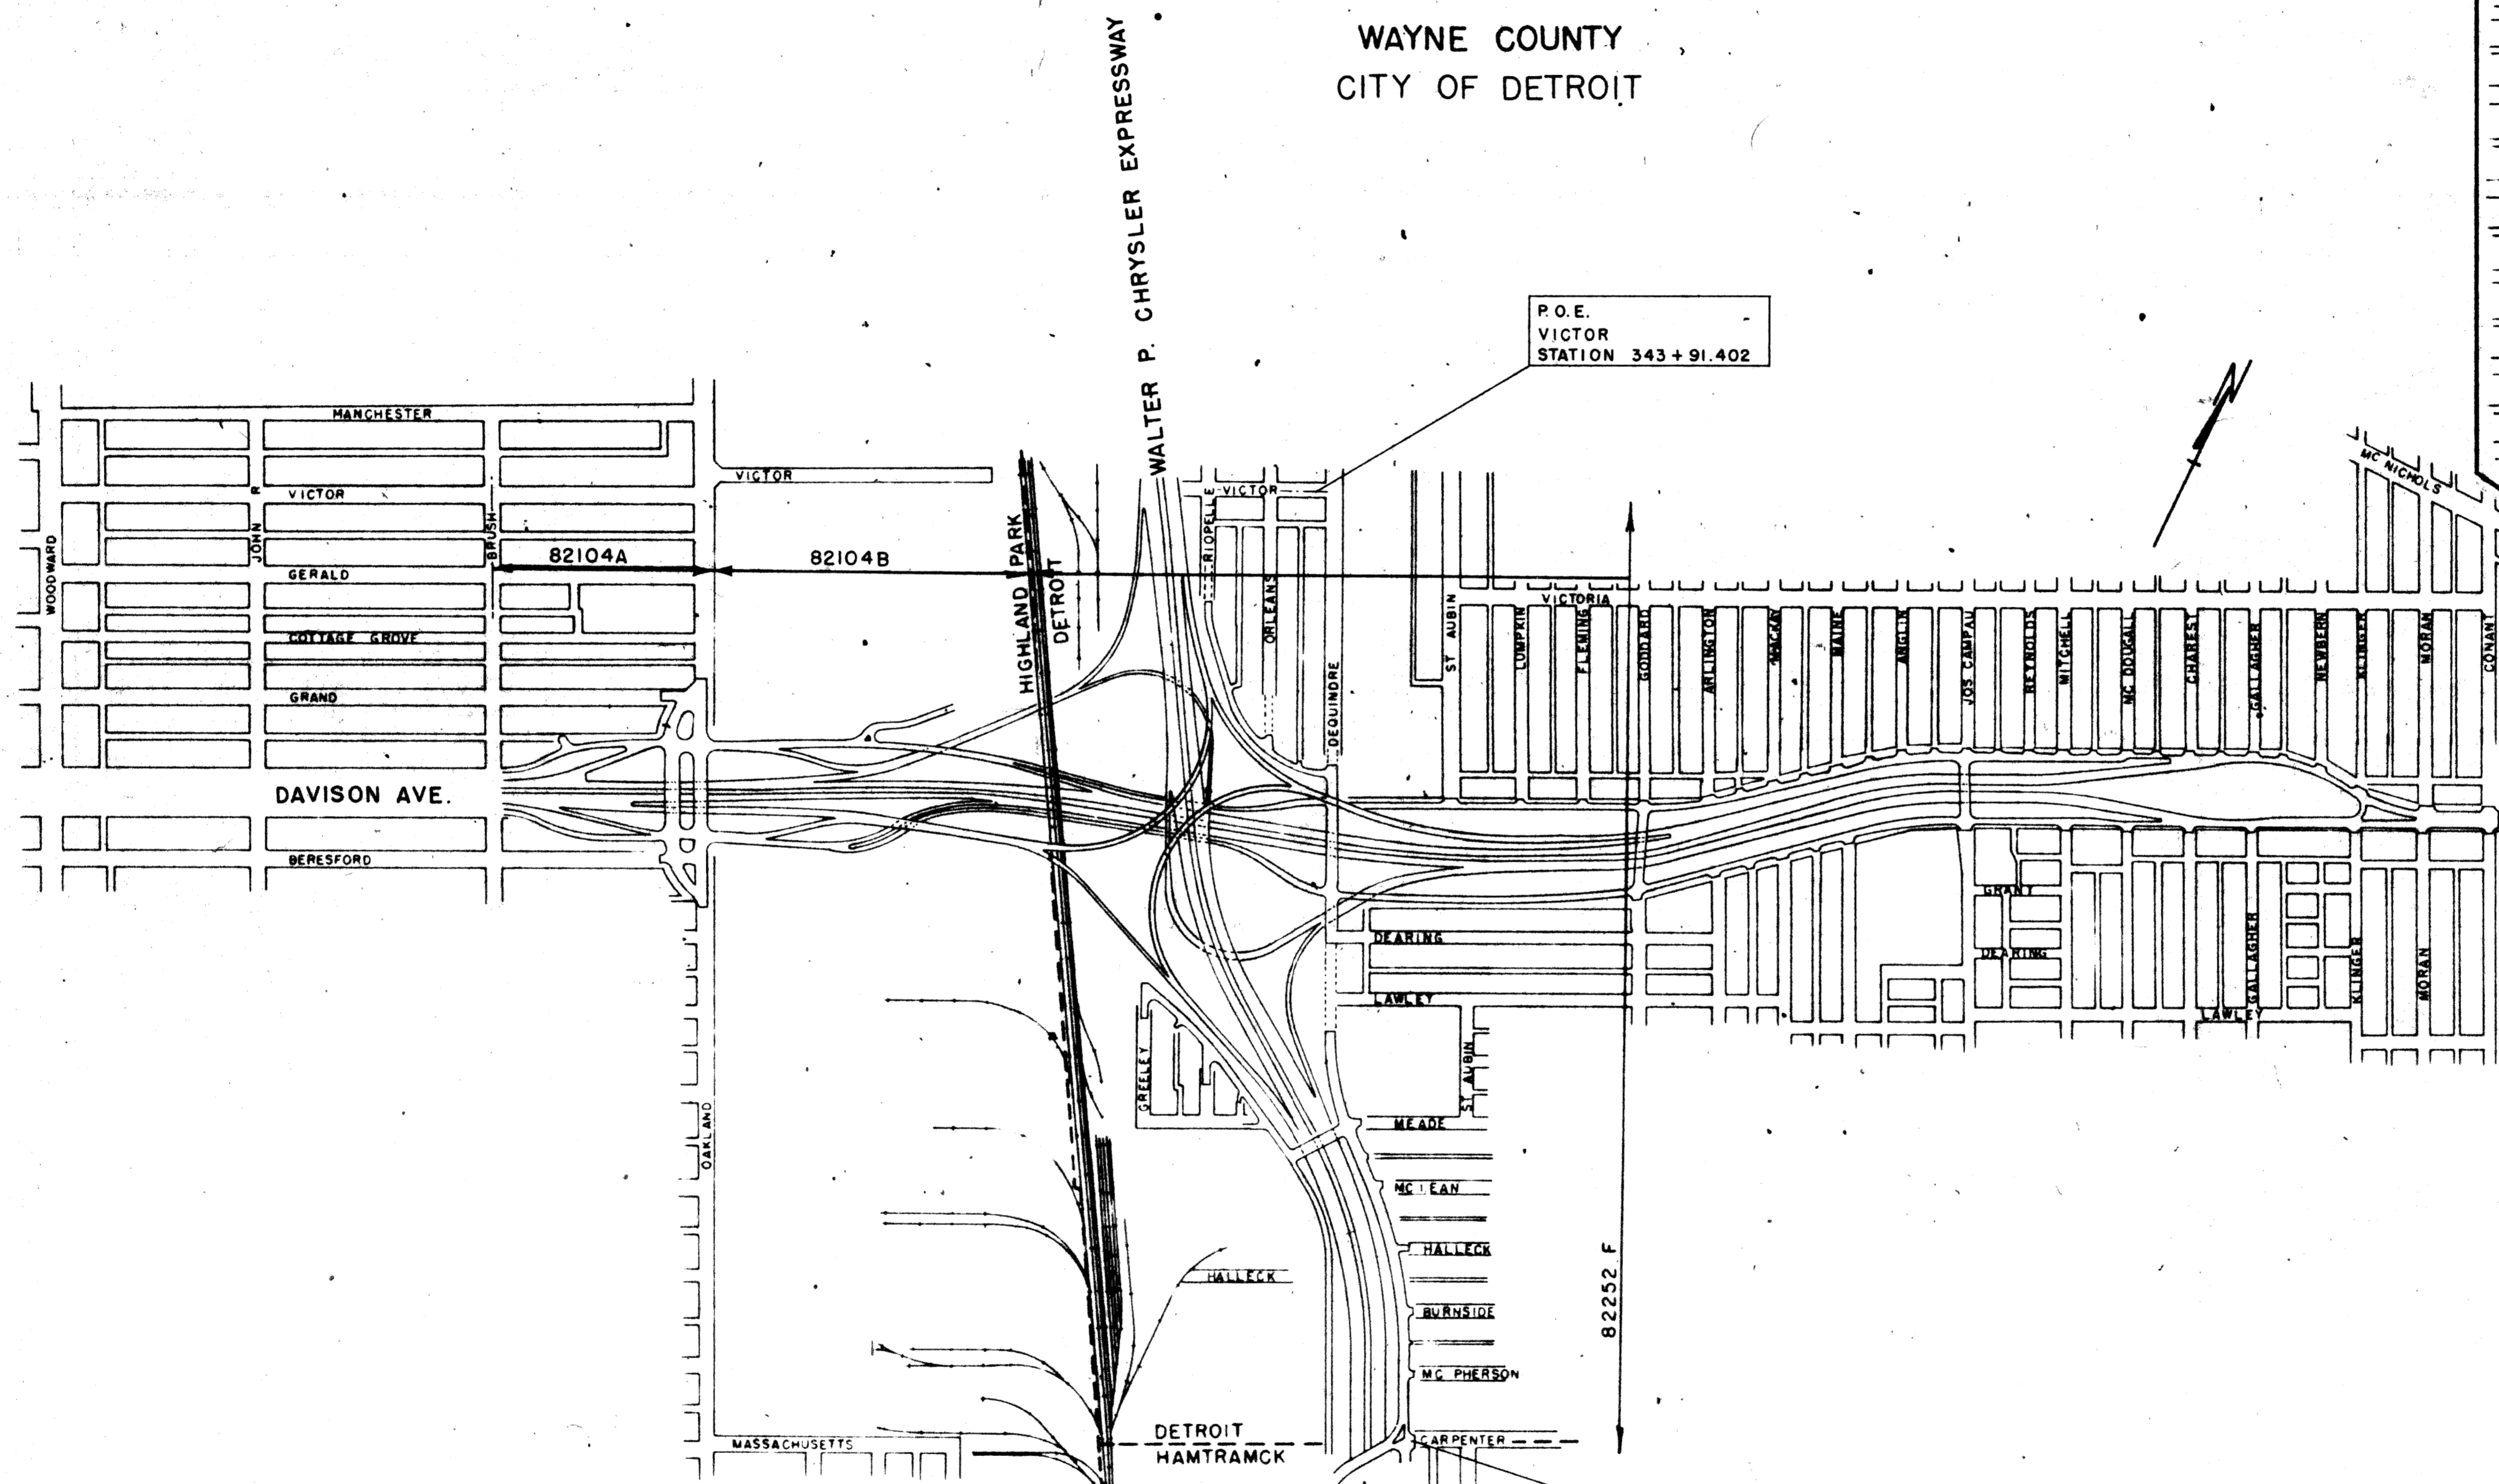 WAYNE COUNTY
CITY OF DETROIT
WALTER P. CHRYSLER EXPRESSWAY
P.O.E.
VICTOR
STATION 343+91.402
N
MANCHESTER
VICTOR
VICTOR
VICTOR
MC NICHOLS
WOODWARD
JOHN R
BRUSH
82104A
82104B
HIGHLAND PARK
DETROIT
RIOPELLE
ORLEANS
DEQUINDRE
GERALD
COTTAGE GROVE
GRAND
VICTORIA
ST AUBIN
LUMPKIN
FLEMING
GODDARD
ARLINGTON
MACKAY
MAINE
ANGLIN
JOS CAMPAU
REYNOLDS
MITCHELL
MC DOUGALL
CHAREST
GALLAGHER
NEWBERN
KLINGER
MORAN
CONANT
DAVISON AVE.
BERESFORD
DEARING
LAWLEY
GRANT
DEARING
GALLAGHER
KLINGER
MORAN
LAWLEY
GREELEY
ST AUBIN
OAKLAND
MEADE
MC LEAN
HALLECK
HALLECK
BURNSIDE
MC PHERSON
82252 F
MASSACHUSETTS
DETROIT
HAMTRAMCK
CARPENTER